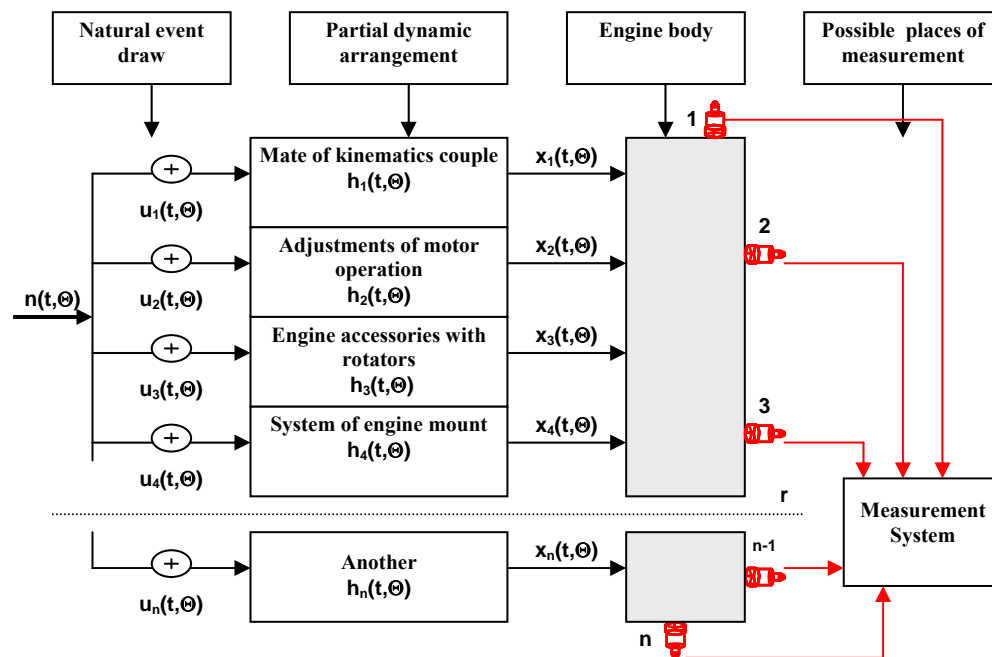 Natural event
draw
Partial dynamic
arrangement
Engine body
Possible places of
measurement
1
Mate of kinematics couple
h₁(t,Θ)
x₁(t,Θ)
+
u₁(t,Θ)
2
Adjustments of motor
operation
h₂(t,Θ)
x₂(t,Θ)
+
u₂(t,Θ)
n(t,Θ)
Engine accessories with
rotators
h₃(t,Θ)
x₃(t,Θ)
+
u₃(t,Θ)
3
System of engine mount
h₄(t,Θ)
x₄(t,Θ)
+
u₄(t,Θ)
r
Measurement
System
Another
hₙ(t,Θ)
xₙ(t,Θ)
n-1
+
uₙ(t,Θ)
n